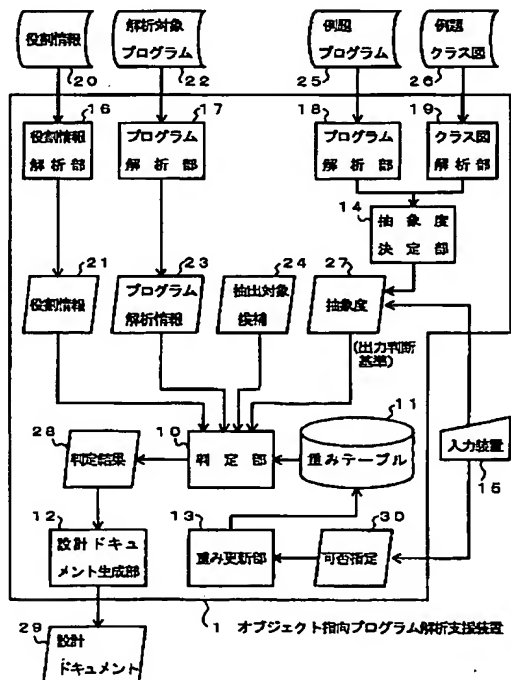 役割情報
20
解析対象
プログラム
22
例題
プログラム
25
例題
クラス図
26
16
役割情報
解析部
17
プログラム
解析部
18
プログラム
解析部
19
クラス図
解析部
14
抽象度
決定部
21
役割情報
23
プログラム
解析情報
24
抽出対象
候補
27
抽象度
(出力判断
基準)
28
判定結果
10
判定部
11
重みテーブル
入力装置
15
12
設計ドキュ
メント生成部
13
重み更新部
30
可否指定
1 オブジェクト指向プログラム解析支援装置
29
設計
ドキュメント